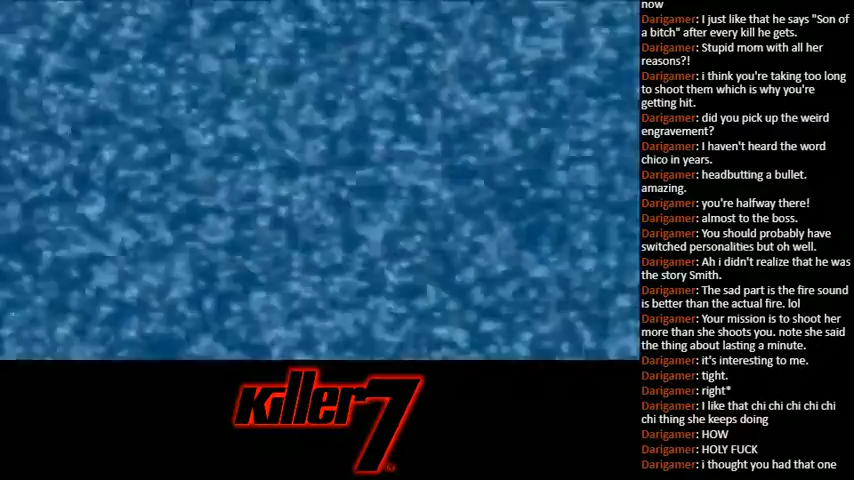 now
Darigamer: I just like that he says "Son of
a bitch" after every kill he gets.
Darigamer: Stupid mom with all her
reasons?!
Darigamer: i think you're taking too long
to shoot them which is why you're
getting hit.
Darigamer: did you pick up the weird
engravement?
Darigamer: I haven't heard the word
chico in years.
Darigamer: headbutting a bullet.
amazing.
Darigamer: you're halfway there!
Darigamer: almost to the boss.
Darigamer: You should probably have
switched personalities but oh well.
Darigamer: Ah i didn't realize that he was
the story Smith.
Darigamer: The sad part is the fire sound
is better than the actual fire. lol
Darigamer: Your mission is to shoot her
more than she shoots you. note she said
the thing about lasting a minute.
Darigamer: it's interesting to me.
Darigamer: tight.
Darigamer: right*
Darigamer: I like that chi chi chi chi chi
chi thing she keeps doing
Darigamer: HOW
Darigamer: HOLY FUCK
Darigamer: i thought you had that one
killer7